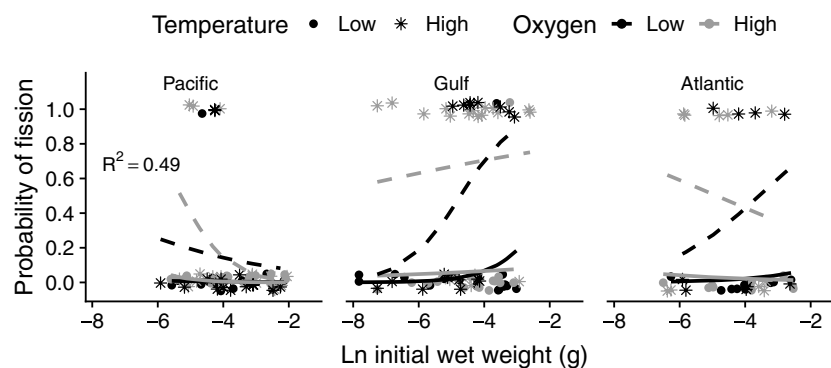 Temperature Low High Oxygen Low High
Pacific Gulf Atlantic
1.0
0.8
R² = 0.49
0.6
0.4
0.2
0.0
Probability of fission
−8 −6 −4 −2 −8 −6 −4 −2 −8 −6 −4 −2
Ln initial wet weight (g)